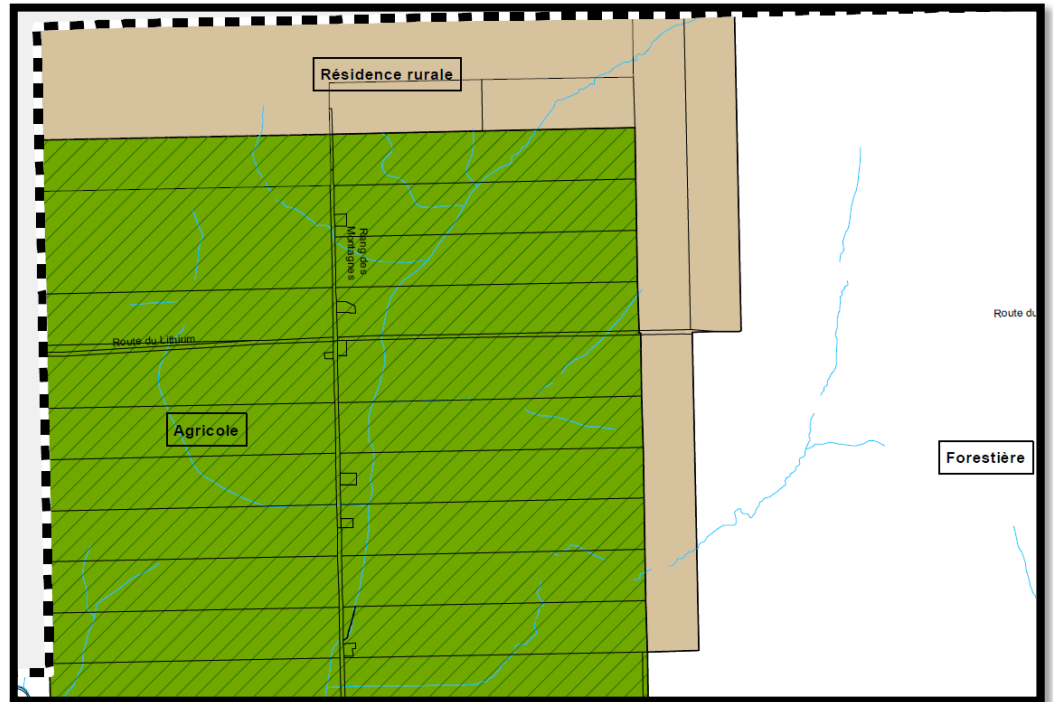 Résidence rurale
Rang des
Montagnes
Route du
Route du Lithium
Agricole
Forestière